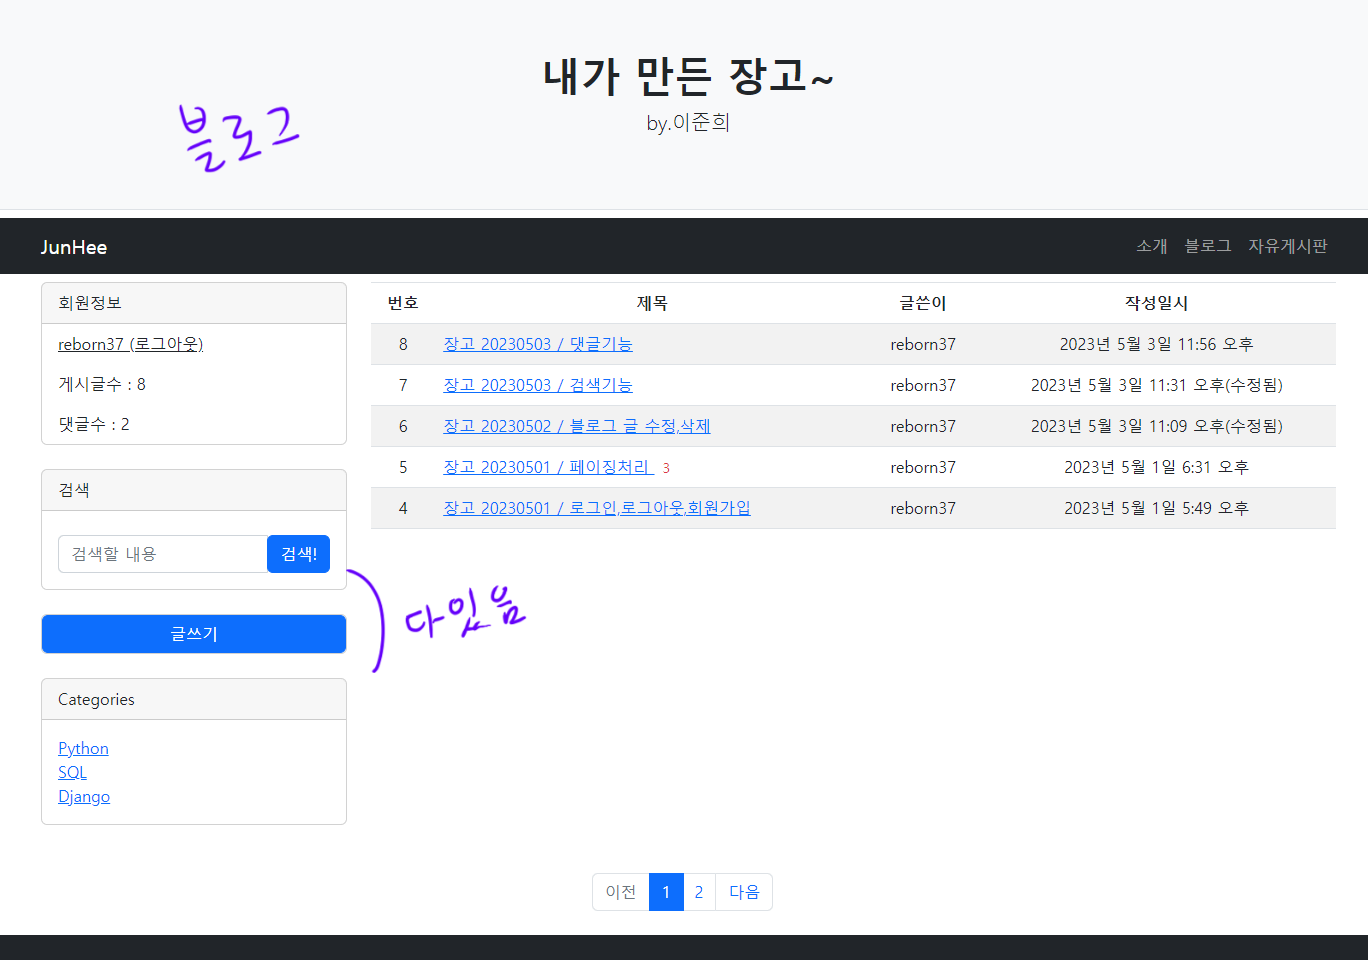 내가 만든 장고~
by.이준희
블로그
JunHee
소개 블로그 자유게시판
회원정보
reborn37 (로그아웃)
게시글수 : 8
댓글수 : 2
검색
검색할 내용 검색!
글쓰기
다있음
Categories
Python
SQL
Django
번호 제목 글쓴이 작성일시
8 장고 20230503 / 댓글기능 reborn37 2023년 5월 3일 11:56 오후
7 장고 20230503 / 검색기능 reborn37 2023년 5월 3일 11:31 오후(수정됨)
6 장고 20230502 / 블로그 글 수정,삭제 reborn37 2023년 5월 3일 11:09 오후(수정됨)
5 장고 20230501 / 페이징처리 3 reborn37 2023년 5월 1일 6:31 오후
4 장고 20230501 / 로그인,로그아웃,회원가입 reborn37 2023년 5월 1일 5:49 오후
이전 1 2 다음